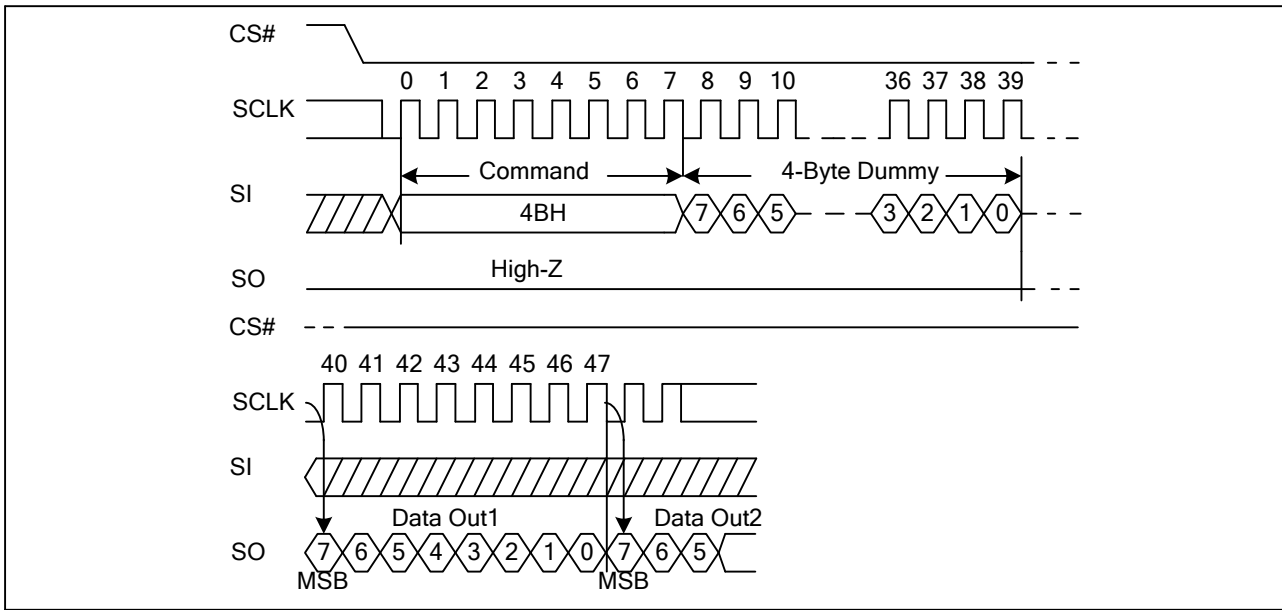 CS#
0 1 2 3 4 5 6 7 8 9 10 36 37 38 39
SCLK
Command 4-Byte Dummy
SI
4BH 7 6 5 3 2 1 0
High-Z
SO
CS#
40 41 42 43 44 45 46 47
SCLK
SI
Data Out1 Data Out2
SO 7 6 5 4 3 2 1 0 7 6 5
MSB MSB